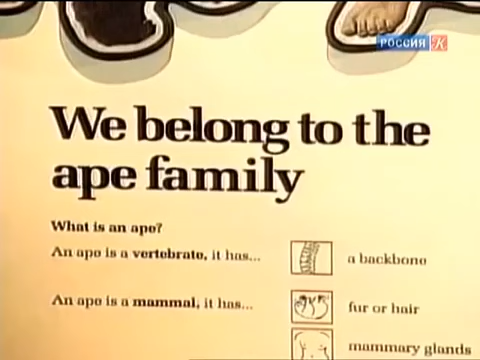 РОССИЯ К
We belong to the
ape family
What is an ape?
An ape is a vertebrate, it has... a backbone
An ape is a mammal, it has... fur or hair
mammary glands